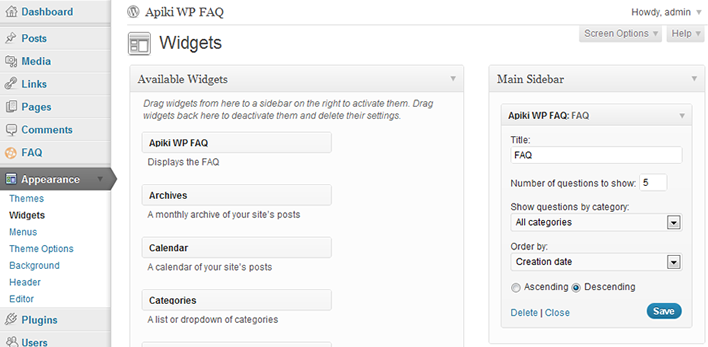 Dashboard
Posts
Media
Links
Pages
Comments
FAQ
Appearance
Themes
Widgets
Menus
Theme Options
Background
Header
Editor
Plugins
Users
Apiki WP FAQ
Howdy, admin
Screen Options
Help
Widgets
Available Widgets
Drag widgets from here to a sidebar on the right to activate them. Drag
widgets back here to deactivate them and delete their settings.
Apiki WP FAQ
Displays the FAQ
Archives
A monthly archive of your site's posts
Calendar
A calendar of your site's posts
Categories
A list or dropdown of categories
Main Sidebar
Apiki WP FAQ: FAQ
Title:
FAQ
Number of questions to show: 5
Show questions by category:
All categories
Order by:
Creation date
Ascending Descending
Delete | Close
Save